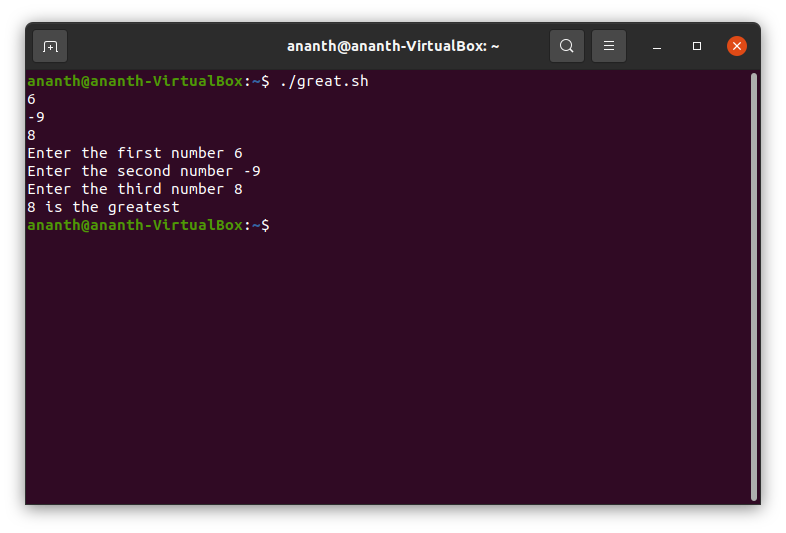 ananth@ananth-VirtualBox: ~
ananth@ananth-VirtualBox:~$ ./great.sh
6
-9
8
Enter the first number 6
Enter the second number -9
Enter the third number 8
8 is the greatest
ananth@ananth-VirtualBox:~$